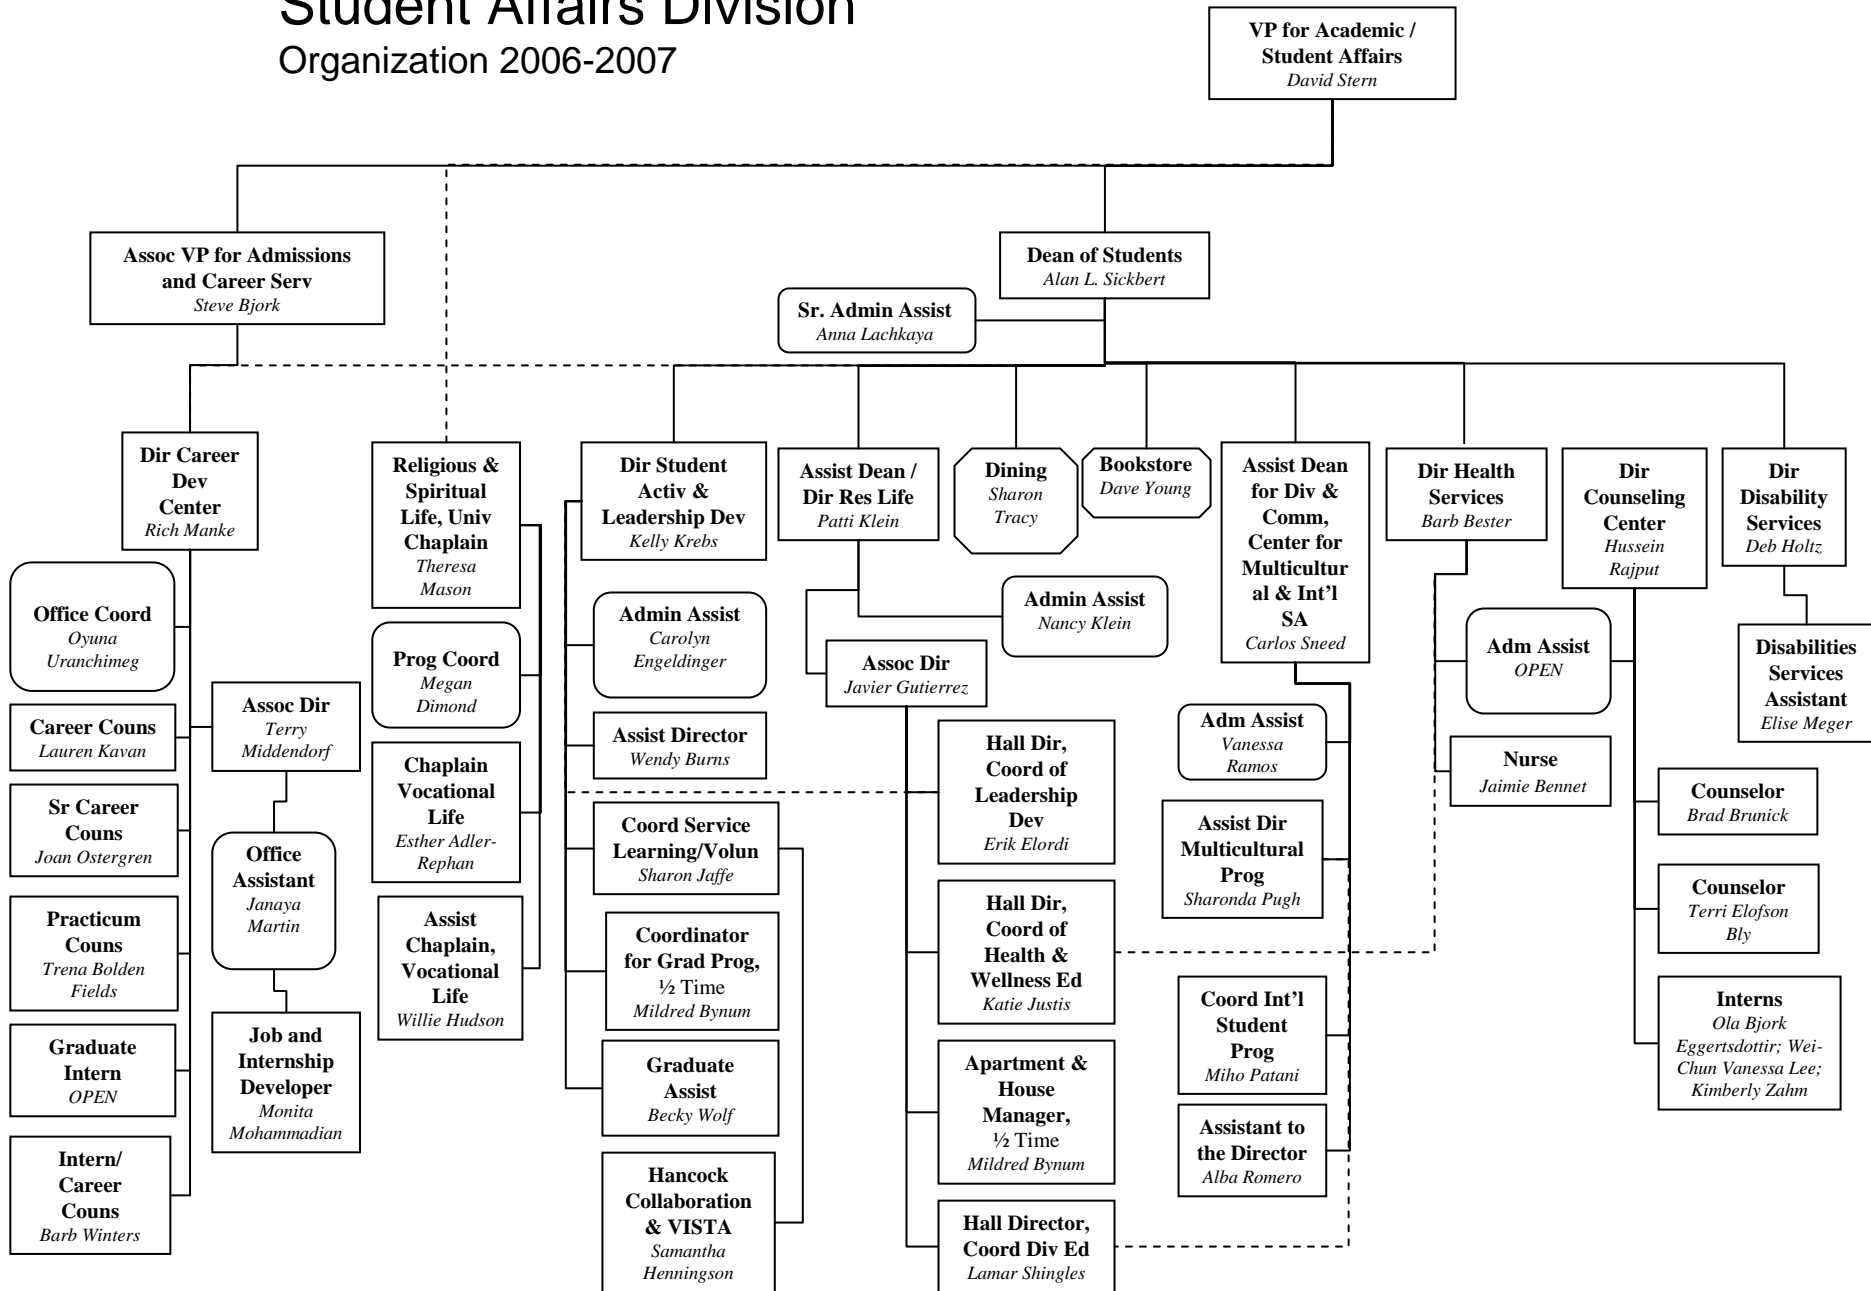 Student Affairs Division
Organization 2006-2007
VP for Academic /
Student Affairs
David Stern
Assoc VP for Admissions
and Career Serv
Steve Bjork
Dean of Students
Alan L. Sickbert
Sr. Admin Assist
Anna Lachkaya
Dir Career
Dev
Center
Rich Manke
Religious &
Spiritual
Life, Univ
Chaplain
Theresa
Mason
Dir Student
Activ &
Leadership Dev
Kelly Krebs
Assist Dean /
Dir Res Life
Patti Klein
Dining
Sharon
Tracy
Bookstore
Dave Young
Assist Dean
for Div &
Comm,
Center for
Multicultur
al & Int'l
SA
Carlos Sneed
Dir Health
Services
Barb Bester
Dir
Counseling
Center
Hussein
Rajput
Dir
Disability
Services
Deb Holtz
Office Coord
Oyuna
Uranchimeg
Career Couns
Lauren Kavan
Sr Career
Couns
Joan Ostergren
Practicum
Couns
Trena Bolden
Fields
Graduate
Intern
OPEN
Intern/
Career
Couns
Barb Winters
Assoc Dir
Terry
Middendorf
Office
Assistant
Janaya
Martin
Job and
Internship
Developer
Monita
Mohammadian
Prog Coord
Megan
Dimond
Chaplain
Vocational
Life
Esther Adler-
Rephan
Assist
Chaplain,
Vocational
Life
Willie Hudson
Admin Assist
Carolyn
Engeldinger
Assist Director
Wendy Burns
Coord Service
Learning/Volun
Sharon Jaffe
Coordinator
for Grad Prog,
½ Time
Mildred Bynum
Graduate
Assist
Becky Wolf
Hancock
Collaboration
& VISTA
Samantha
Henningson
Admin Assist
Nancy Klein
Assoc Dir
Javier Gutierrez
Hall Dir,
Coord of
Leadership
Dev
Erik Elordi
Hall Dir,
Coord of
Health &
Wellness Ed
Katie Justis
Apartment &
House
Manager,
½ Time
Mildred Bynum
Hall Director,
Coord Div Ed
Lamar Shingles
Adm Assist
Vanessa
Ramos
Assist Dir
Multicultural
Prog
Sharonda Pugh
Coord Int'l
Student
Prog
Miho Patani
Assistant to
the Director
Alba Romero
Adm Assist
OPEN
Nurse
Jaimie Bennet
Counselor
Brad Brunick
Counselor
Terri Elofson
Bly
Interns
Ola Bjork
Eggertsdottir; Wei-
Chun Vanessa Lee;
Kimberly Zahm
Disabilities
Services
Assistant
Elise Meger